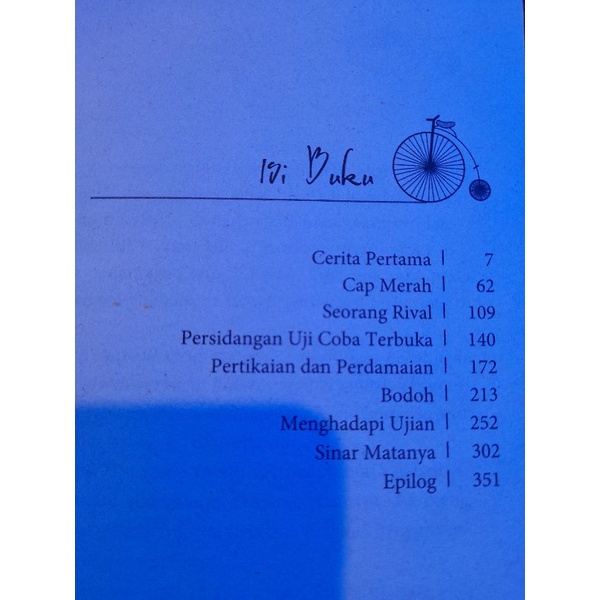 Isi Buku
Cerita Pertama | 7
Cap Merah | 62
Seorang Rival | 109
Persidangan Uji Coba Terbuka | 140
Pertikaian dan Perdamaian | 172
Bodoh | 213
Menghadapi Ujian | 252
Sinar Matanya | 302
Epilog | 351